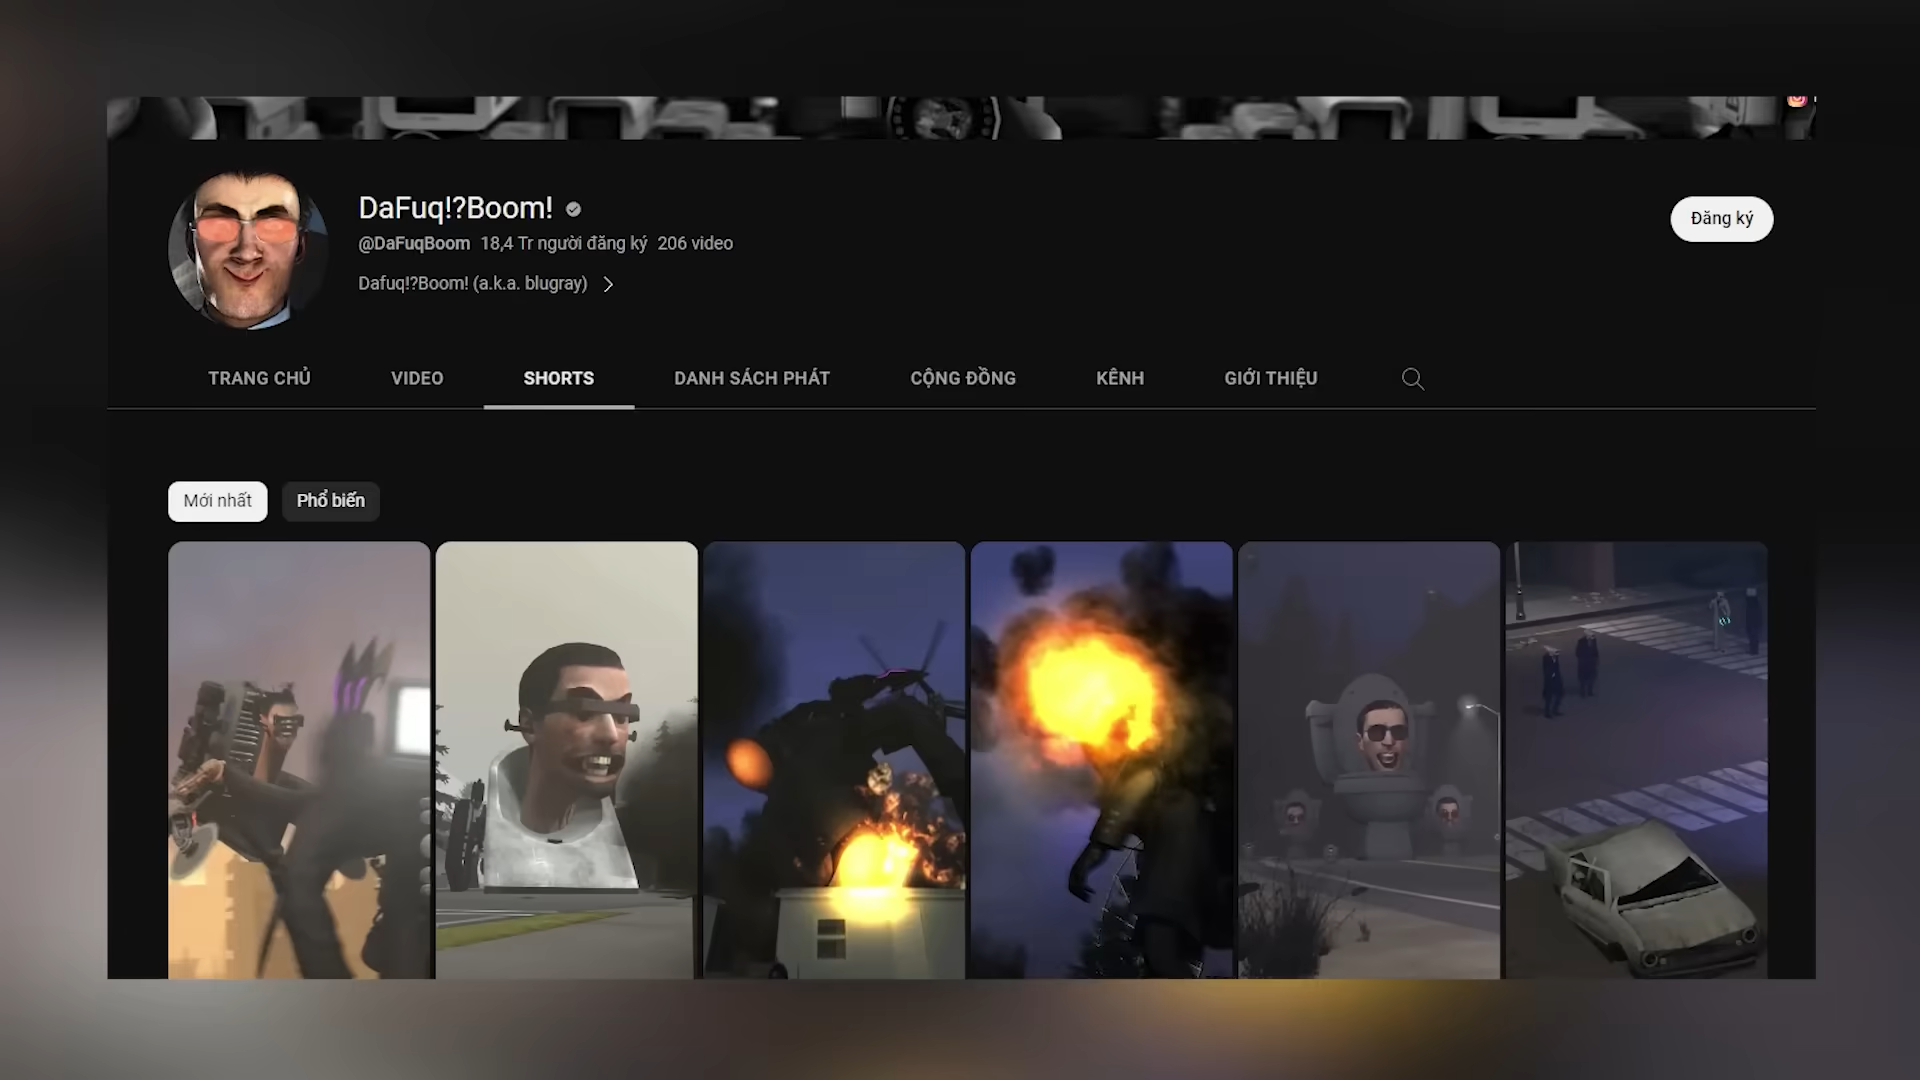 DaFuq!?Boom!
@DaFuqBoom 18,4 Tr người đăng ký 206 video
Dafuq!?Boom! (a.k.a. blugray)
Đăng ký
TRANG CHỦ VIDEO SHORTS DANH SÁCH PHÁT CỘNG ĐỒNG KÊNH GIỚI THIỆU
Mới nhất Phổ biến